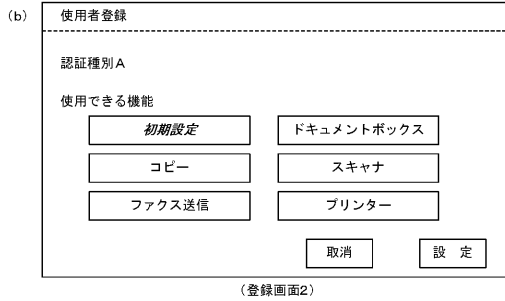 (b)
使用者登録
認証種別A
使用できる機能
初期設定 ドキュメントボックス
コピー スキャナ
ファクス送信 プリンター
取消 設 定
(登録画面2)